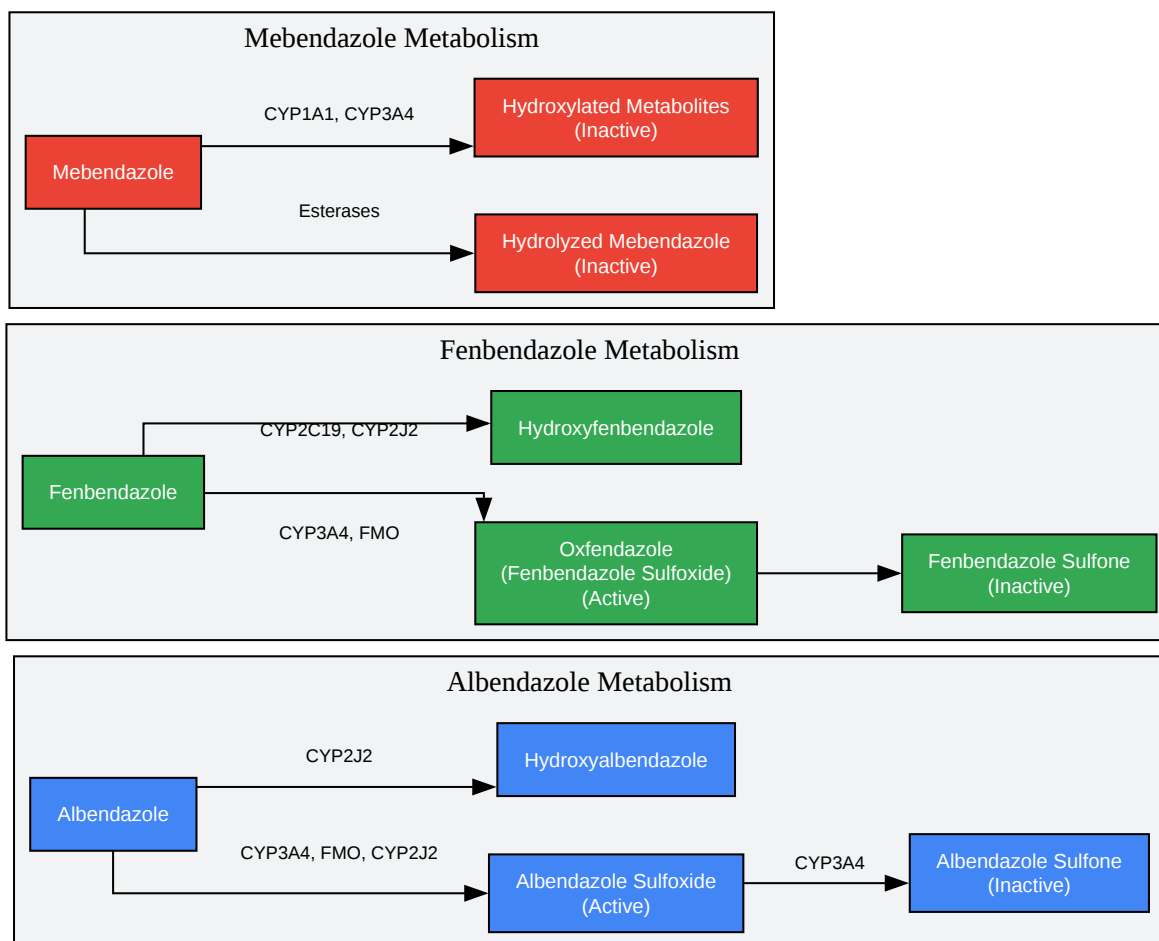 Mebendazole Metabolism
CYP1A1, CYP3A4
Hydroxylated Metabolites
(Inactive)
Mebendazole
Esterases
Hydrolyzed Mebendazole
(Inactive)
Fenbendazole Metabolism
CYP2C19, CYP2J2
Hydroxyfenbendazole
Fenbendazole
CYP3A4, FMO
Oxfendazole
(Fenbendazole Sulfoxide)
(Active)
Fenbendazole Sulfone
(Inactive)
Albendazole Metabolism
CYP2J2
Hydroxyalbendazole
Albendazole
CYP3A4, FMO, CYP2J2
Albendazole Sulfoxide
(Active)
CYP3A4
Albendazole Sulfone
(Inactive)